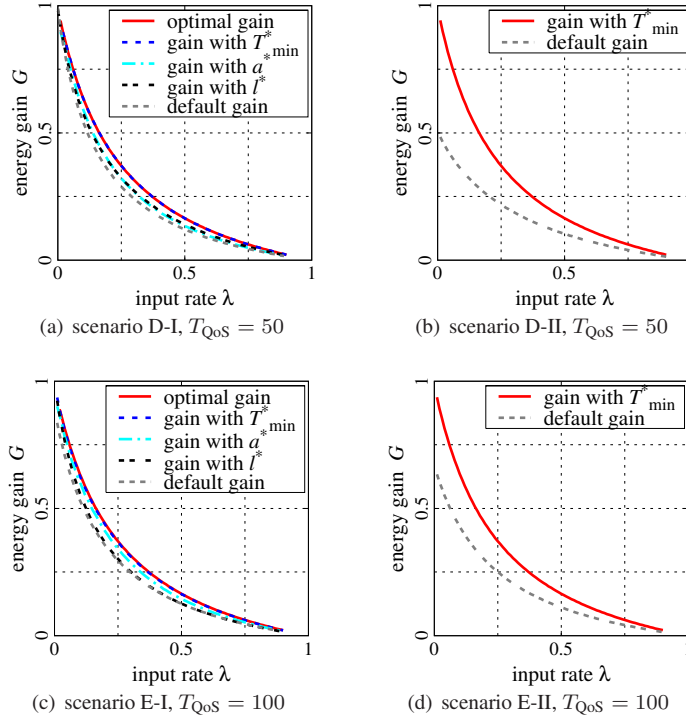 1
0.5
0
energy gain G
optimal gain
gain with T*min
gain with a*
gain with l*
default gain
0 0.5 1
input rate λ
(a) scenario D-I, TQoS = 50
1
0.5
0
energy gain G
gain with T*min
default gain
0 0.5 1
input rate λ
(b) scenario D-II, TQoS = 50
1
0.5
0
energy gain G
optimal gain
gain with T*min
gain with a*
gain with l*
default gain
0 0.5 1
input rate λ
(c) scenario E-I, TQoS = 100
1
0.5
0
energy gain G
gain with T*min
default gain
0 0.5 1
input rate λ
(d) scenario E-II, TQoS = 100